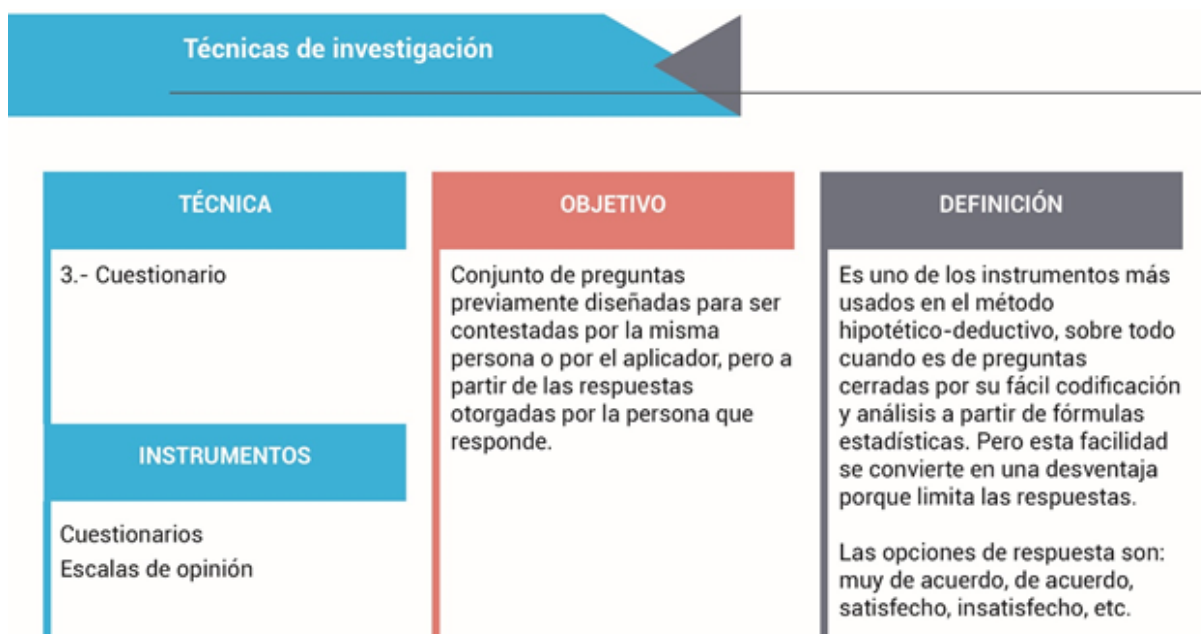 Técnicas de investigación
TÉCNICA
3.- Cuestionario
INSTRUMENTOS
Cuestionarios
Escalas de opinión
OBJETIVO
Conjunto de preguntas
previamente diseñadas para ser
contestadas por la misma
persona o por el aplicador, pero a
partir de las respuestas
otorgadas por la persona que
responde.
DEFINICIÓN
Es uno de los instrumentos más
usados en el método
hipotético-deductivo, sobre todo
cuando es de preguntas
cerradas por su fácil codificación
y análisis a partir de fórmulas
estadísticas. Pero esta facilidad
se convierte en una desventaja
porque limita las respuestas.
Las opciones de respuesta son:
muy de acuerdo, de acuerdo,
satisfecho, insatisfecho, etc.